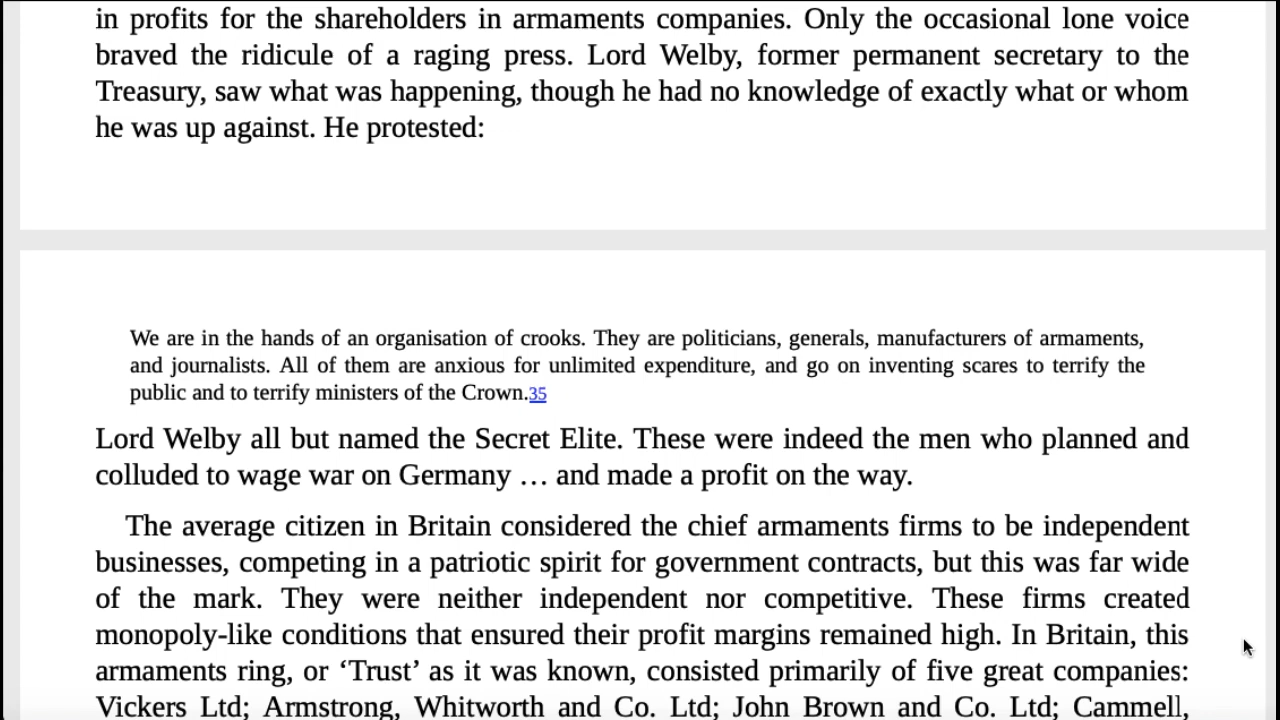 in profits for the shareholders in armaments companies. Only the occasional lone voice
braved the ridicule of a raging press. Lord Welby, former permanent secretary to the
Treasury, saw what was happening, though he had no knowledge of exactly what or whom
he was up against. He protested:
We are in the hands of an organisation of crooks. They are politicians, generals, manufacturers of armaments,
and journalists. All of them are anxious for unlimited expenditure, and go on inventing scares to terrify the
public and to terrify ministers of the Crown.35
Lord Welby all but named the Secret Elite. These were indeed the men who planned and
colluded to wage war on Germany … and made a profit on the way.
The average citizen in Britain considered the chief armaments firms to be independent
businesses, competing in a patriotic spirit for government contracts, but this was far wide
of the mark. They were neither independent nor competitive. These firms created
monopoly-like conditions that ensured their profit margins remained high. In Britain, this
armaments ring, or ‘Trust’ as it was known, consisted primarily of five great companies:
Vickers Ltd; Armstrong, Whitworth and Co. Ltd; John Brown and Co. Ltd; Cammell,